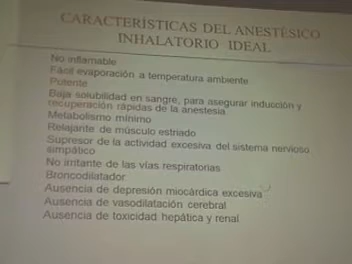 CARACTERÍSTICAS DEL ANESTÉSICO
INHALATORIO IDEAL
No inflamable
Fácil evaporación a temperatura ambiente
Potente
Baja solubilidad en sangre, para asegurar inducción y
recuperación rápidas de la anestesia
Metabolismo mínimo
Relajante de músculo estriado
Supresor de la actividad excesiva del sistema nervioso
simpático
No irritante de las vías respiratorias
Broncodilatador
Ausencia de depresión miocárdica excesiva
Ausencia de vasodilatación cerebral
Ausencia de toxicidad hepática y renal